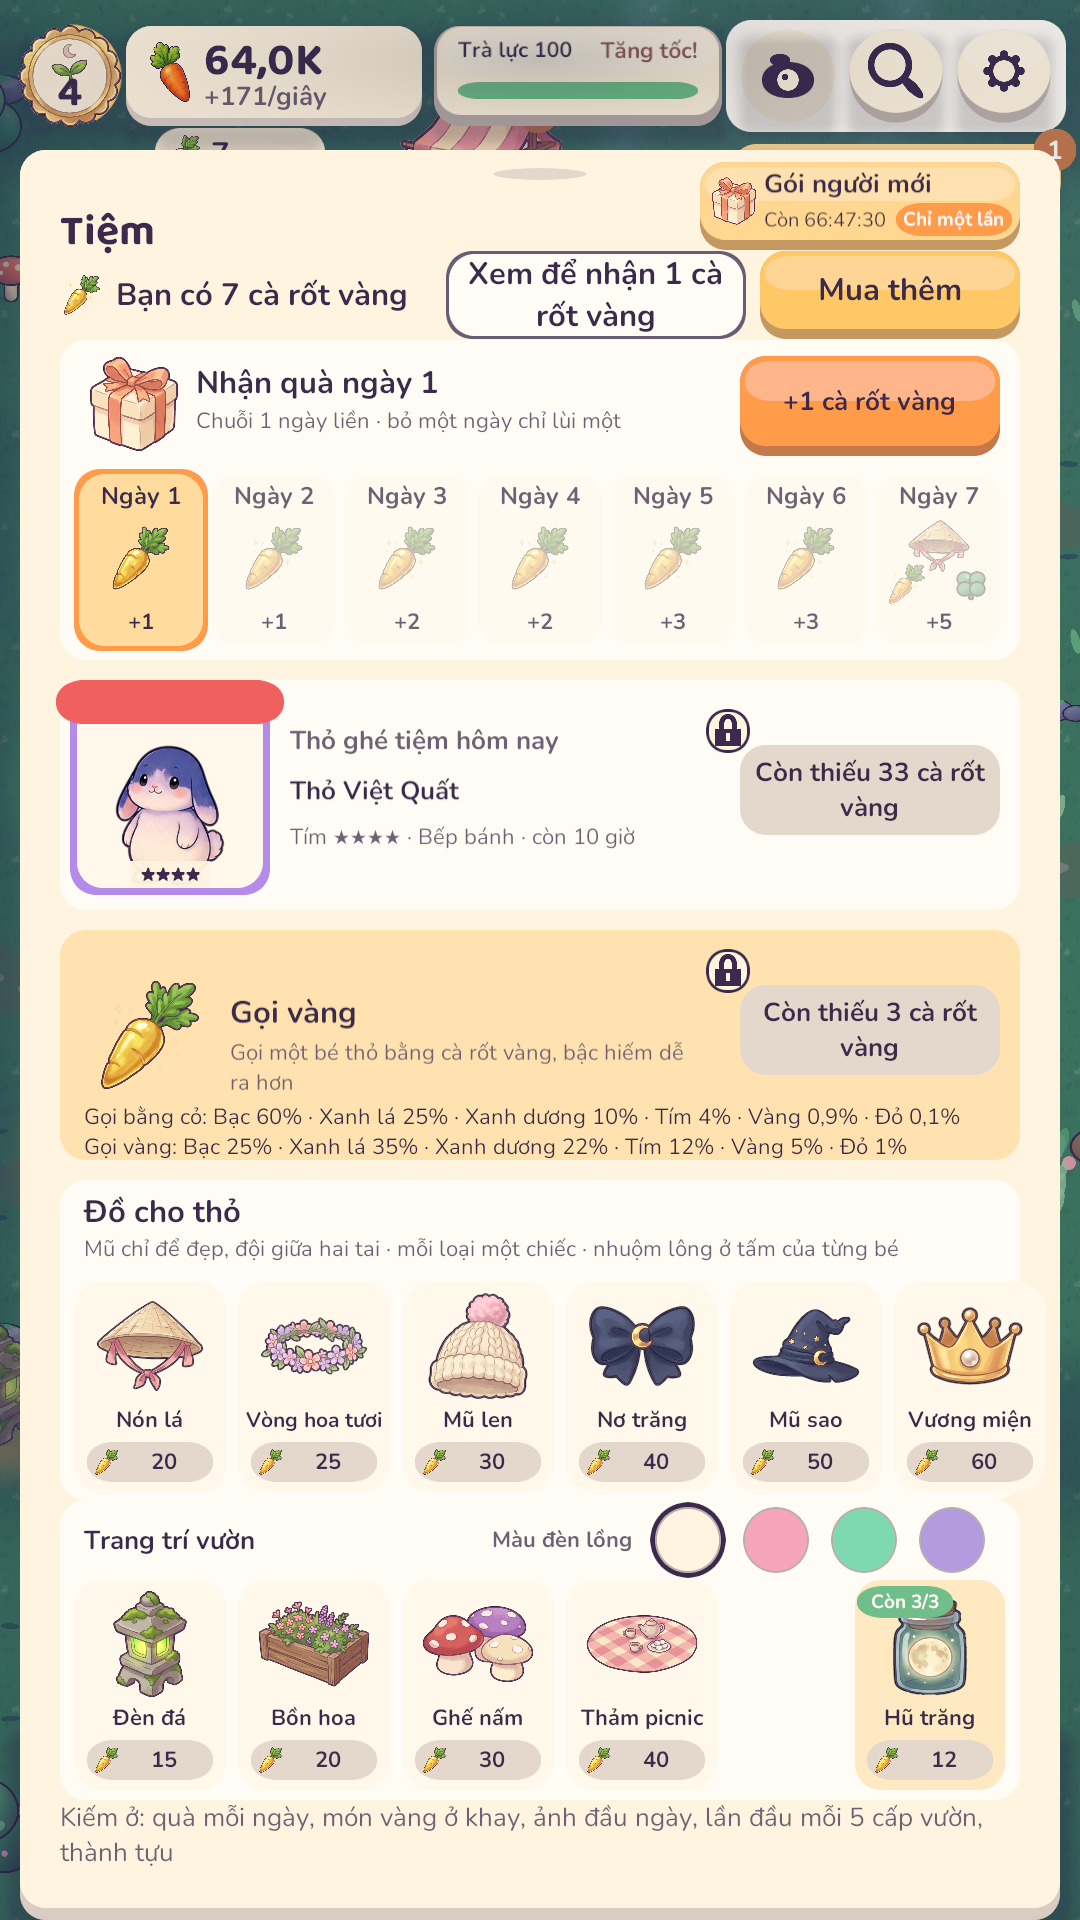 4
64,0K
+171/giây
Trà lực 100
Tăng tốc!
7
1
Gói người mới
Còn 66:47:30
Chỉ một lần
Tiệm
Bạn có 7 cà rốt vàng
Xem để nhận 1 cà
rốt vàng
Mua thêm
Nhận quà ngày 1
Chuỗi 1 ngày liền · bỏ một ngày chỉ lùi một
+1 cà rốt vàng
Ngày 1
Ngày 2
Ngày 3
Ngày 4
Ngày 5
Ngày 6
Ngày 7
+1
+1
+2
+2
+3
+3
+5
Thỏ ghé tiệm hôm nay
Thỏ Việt Quất
Tím ★★★★ · Bếp bánh · còn 10 giờ
★★★★
Còn thiếu 33 cà rốt
vàng
Gọi vàng
Gọi một bé thỏ bằng cà rốt vàng, bậc hiếm dễ
ra hơn
Còn thiếu 3 cà rốt
vàng
Gọi bằng cỏ: Bạc 60% · Xanh lá 25% · Xanh dương 10% · Tím 4% · Vàng 0,9% · Đỏ 0,1%
Gọi vàng: Bạc 25% · Xanh lá 35% · Xanh dương 22% · Tím 12% · Vàng 5% · Đỏ 1%
Đồ cho thỏ
Mũ chỉ để đẹp, đội giữa hai tai · mỗi loại một chiếc · nhuộm lông ở tấm của từng bé
Nón lá
Vòng hoa tươi
Mũ len
Nơ trăng
Mũ sao
Vương miện
20
25
30
40
50
60
Trang trí vườn
Màu đèn lồng
Còn 3/3
Đèn đá
Bồn hoa
Ghế nấm
Thảm picnic
Hũ trăng
15
20
30
40
12
Kiếm ở: quà mỗi ngày, món vàng ở khay, ảnh đầu ngày, lần đầu mỗi 5 cấp vườn,
thành tựu